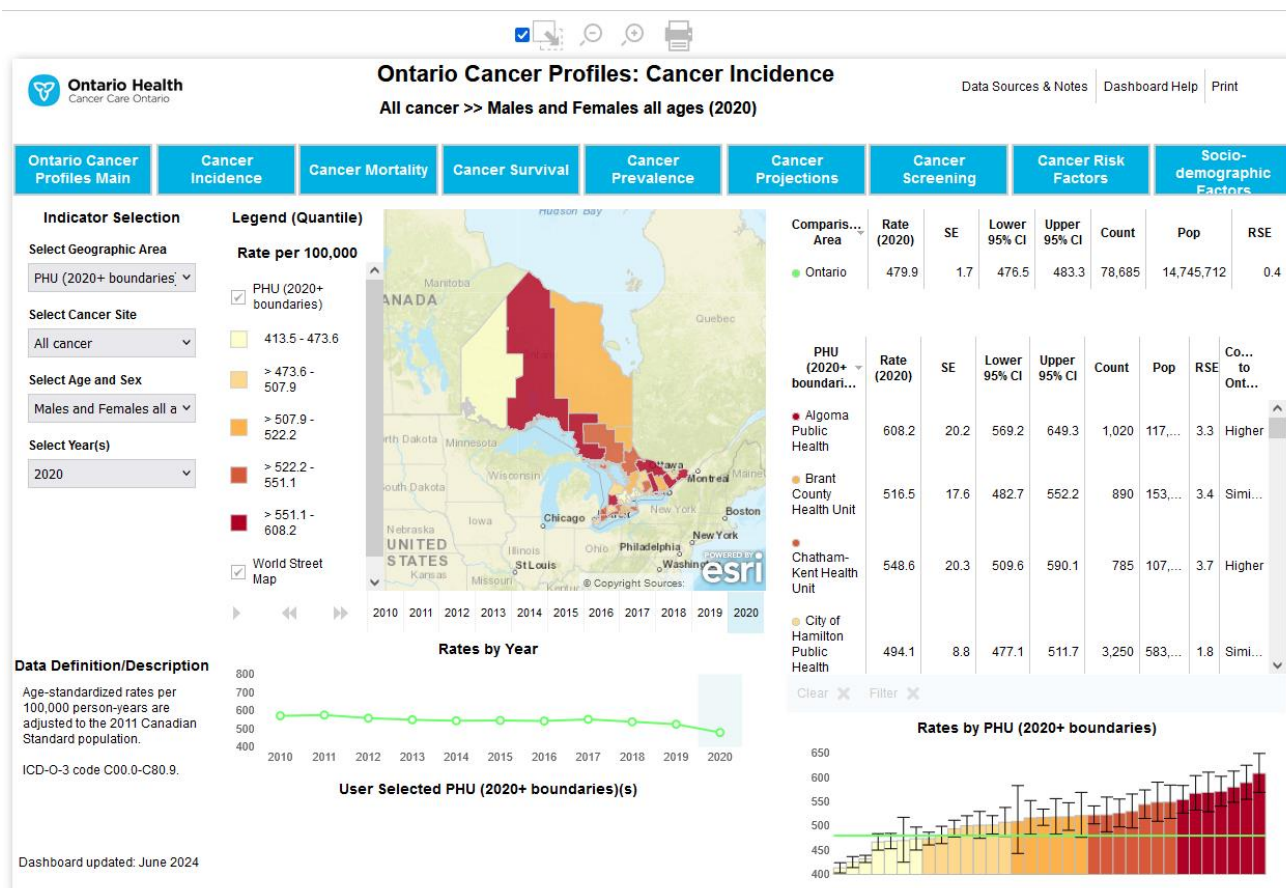 Ontario Health
Cancer Care Ontario
Ontario Cancer Profiles: Cancer Incidence
All cancer >> Males and Females all ages (2020)
Data Sources & Notes
Dashboard Help
Print
Ontario Cancer
Profiles Main
Cancer
Incidence
Cancer Mortality
Cancer Survival
Cancer
Prevalence
Cancer
Projections
Cancer
Screening
Cancer Risk
Factors
Socio-
demographic
Factors
Indicator Selection
Select Geographic Area
PHU (2020+ boundaries)
Select Cancer Site
All cancer
Select Age and Sex
Males and Females all a
Select Year(s)
2020
Legend (Quantile)
Rate per 100,000
PHU (2020+
boundaries)
413.5 - 473.6
> 473.6 -
507.9
> 507.9 -
522.2
> 522.2 -
551.1
> 551.1 -
608.2
World Street
Map
Hudson Bay
Manitoba
ANADA
Quebec
North Dakota
Minnesota
Ottawa
Montreal
Maine
Wisconsin
South Dakota
New York
Iowa
Chicago
Detroit
Boston
Nebraska
New York
UNITED
STATES
Illinois
Ohio
Philadelphia
St Louis
Washington
Kansas
Missouri
POWERED BY
esri
© Copyright Sources:
2010 2011 2012 2013 2014 2015 2016 2017 2018 2019 2020
Rates by Year
800
700
600
500
400
2010 2011 2012 2013 2014 2015 2016 2017 2018 2019 2020
User Selected PHU (2020+ boundaries)(s)
Data Definition/Description
Age-standardized rates per
100,000 person-years are
adjusted to the 2011 Canadian
Standard population.
ICD-O-3 code C00.0-C80.9.
Dashboard updated: June 2024
Comparis... Area Rate (2020) SE Lower 95% CI Upper 95% CI Count Pop RSE
Ontario 479.9 1.7 476.5 483.3 78,685 14,745,712 0.4
PHU (2020+ boundari... Rate (2020) SE Lower 95% CI Upper 95% CI Count Pop RSE Co... to Ont...
Algoma Public Health 608.2 20.2 569.2 649.3 1,020 117,... 3.3 Higher
Brant County Health Unit 516.5 17.6 482.7 552.2 890 153,... 3.4 Simi...
Chatham-Kent Health Unit 548.6 20.3 509.6 590.1 785 107,... 3.7 Higher
City of Hamilton Public Health 494.1 8.8 477.1 511.7 3,250 583,... 1.8 Simi...
Clear
Filter
Rates by PHU (2020+ boundaries)
650
600
550
500
450
400